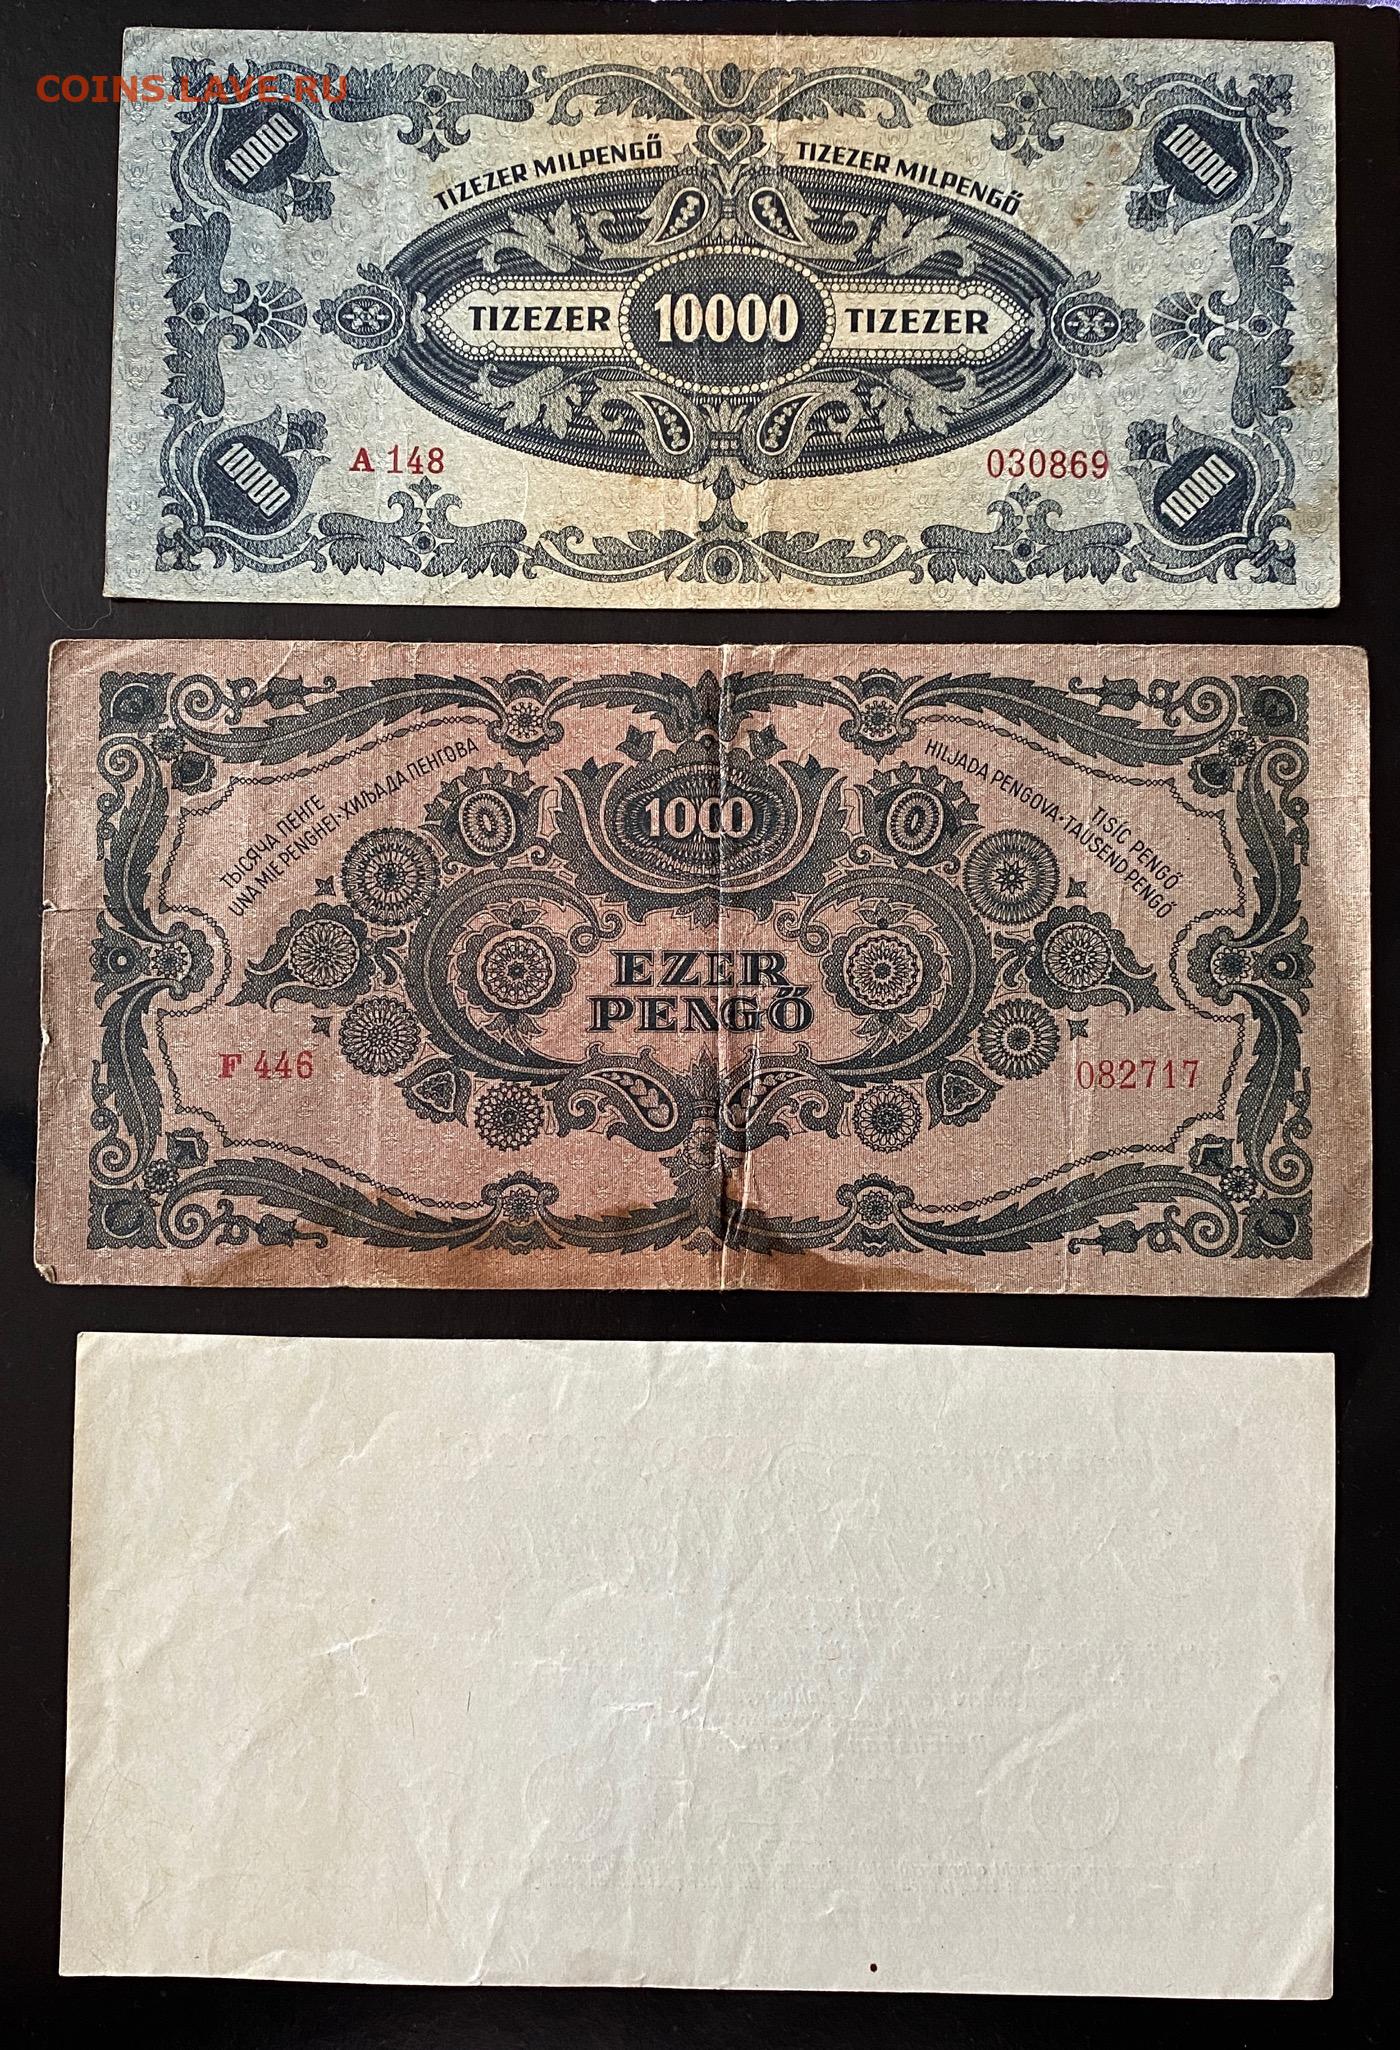 COINS.LAVE.RU
10000
10000
TIZEZER MILPENGŐ
TIZEZER MILPENGŐ
TIZEZER
10000
TIZEZER
A 148
030869
10000
10000
1000
ТЫСЯЧА ПЕНГЕ
UNA MIE PENGHEI·ХИЉАДА ПЕНГОВА
TISÍC PENGŐ
HILJADA PENGOVA·TAUSEND PENGŐ
EZER
PENGŐ
F 446
082717